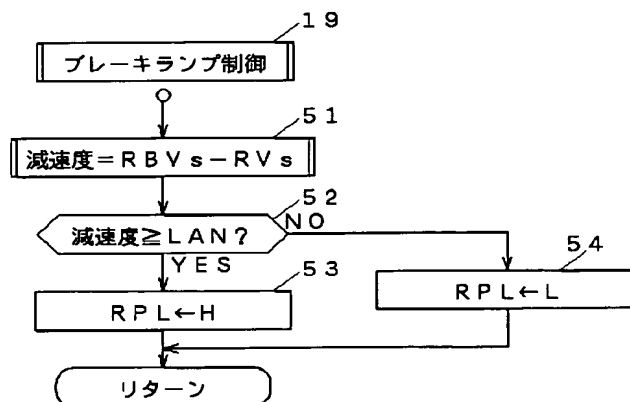 19
ブレーキランプ制御
51
減速度=RBVs-RVs
52
減速度≧LAN?
NO
YES
53
54
RPL←H
RPL←L
リターン